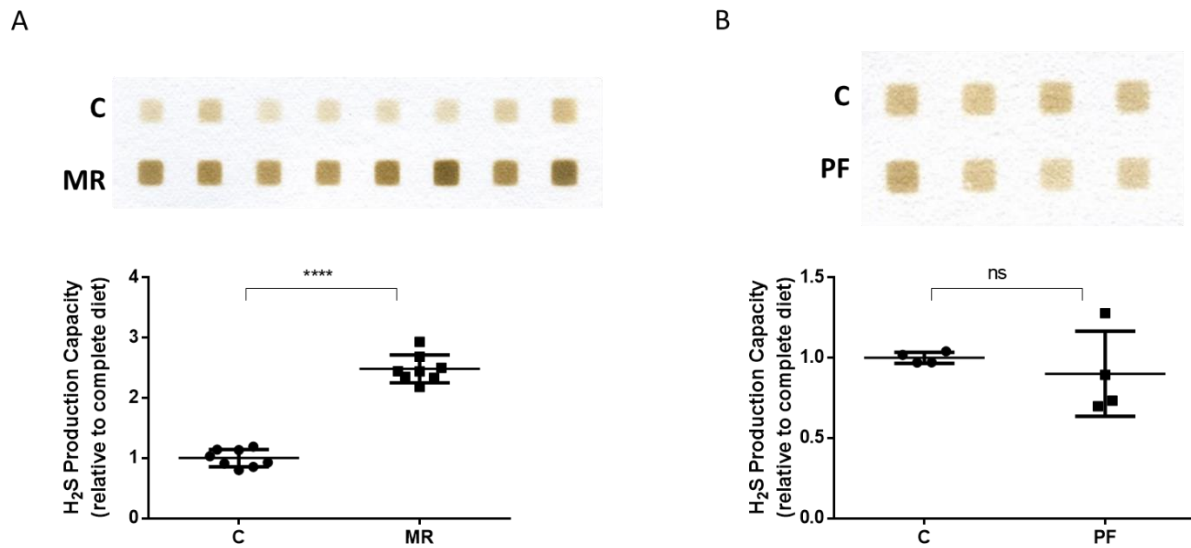 A
C
MR
H₂S Production Capacity
(relative to complete diet)
4
3
2
1
0
****
C
MR
B
C
PF
H₂S Production Capacity
(relative to complete diet)
1.5
1.0
0.5
0.0
ns
C
PF